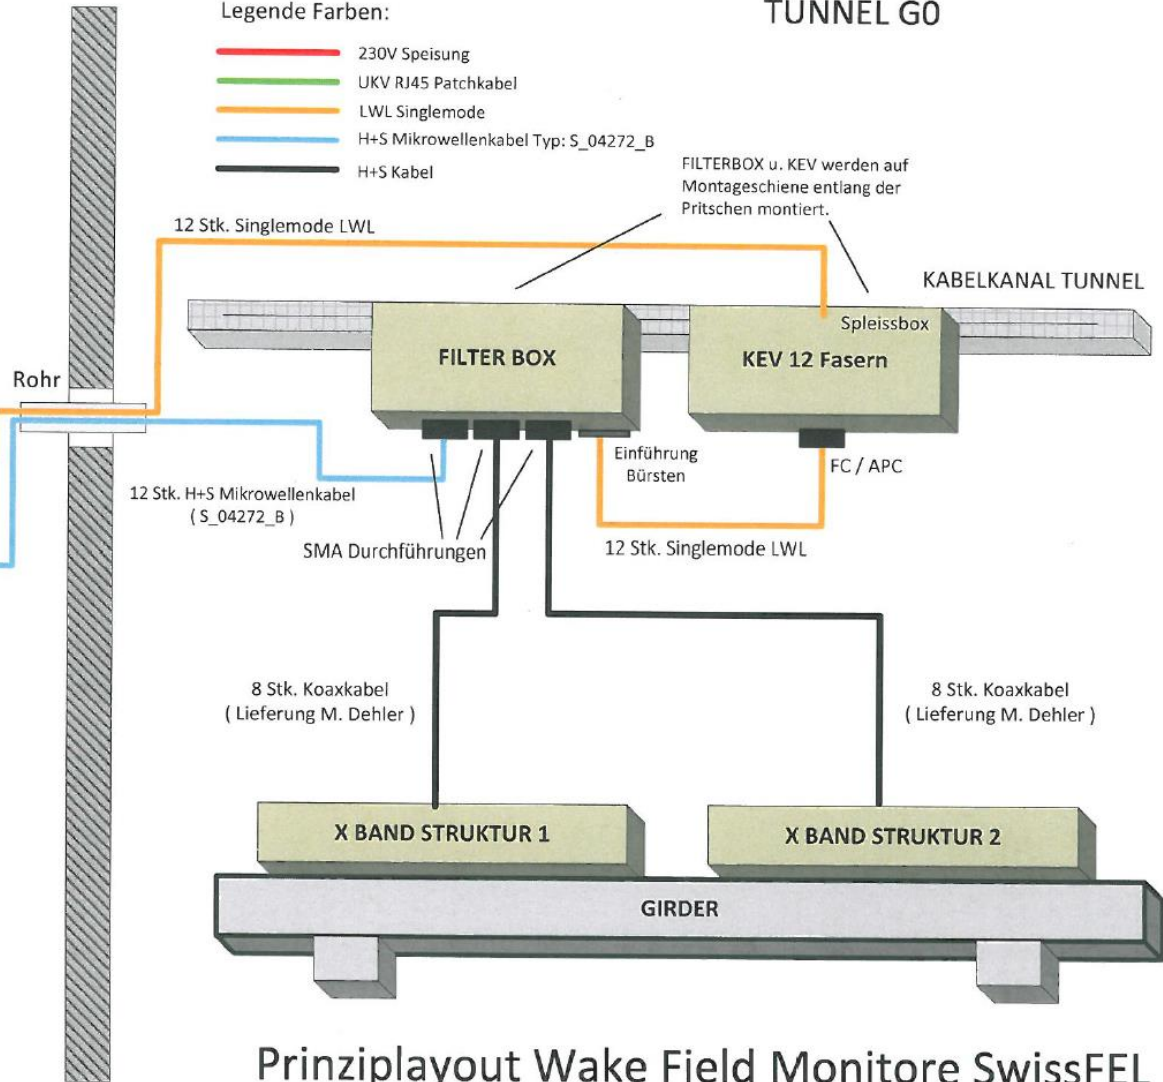 Legende Farben:
TUNNEL G0
230V Speisung
UKV RJ45 Patchkabel
LWL Singlemode
H+S Mikrowellenkabel Typ: S_04272_B
H+S Kabel
FILTERBOX u. KEV werden auf
Montageschiene entlang der
Pritschen montiert.
12 Stk. Singlemode LWL
KABELKANAL TUNNEL
Spleissbox
FILTER BOX
KEV 12 Fasern
Rohr
Einführung
Bürsten
FC / APC
12 Stk. H+S Mikrowellenkabel
( S_04272_B )
SMA Durchführungen
12 Stk. Singlemode LWL
8 Stk. Koaxkabel
( Lieferung M. Dehler )
8 Stk. Koaxkabel
( Lieferung M. Dehler )
X BAND STRUKTUR 1
X BAND STRUKTUR 2
GIRDER
Prinziplayout Wake Field Monitore SwissFEL